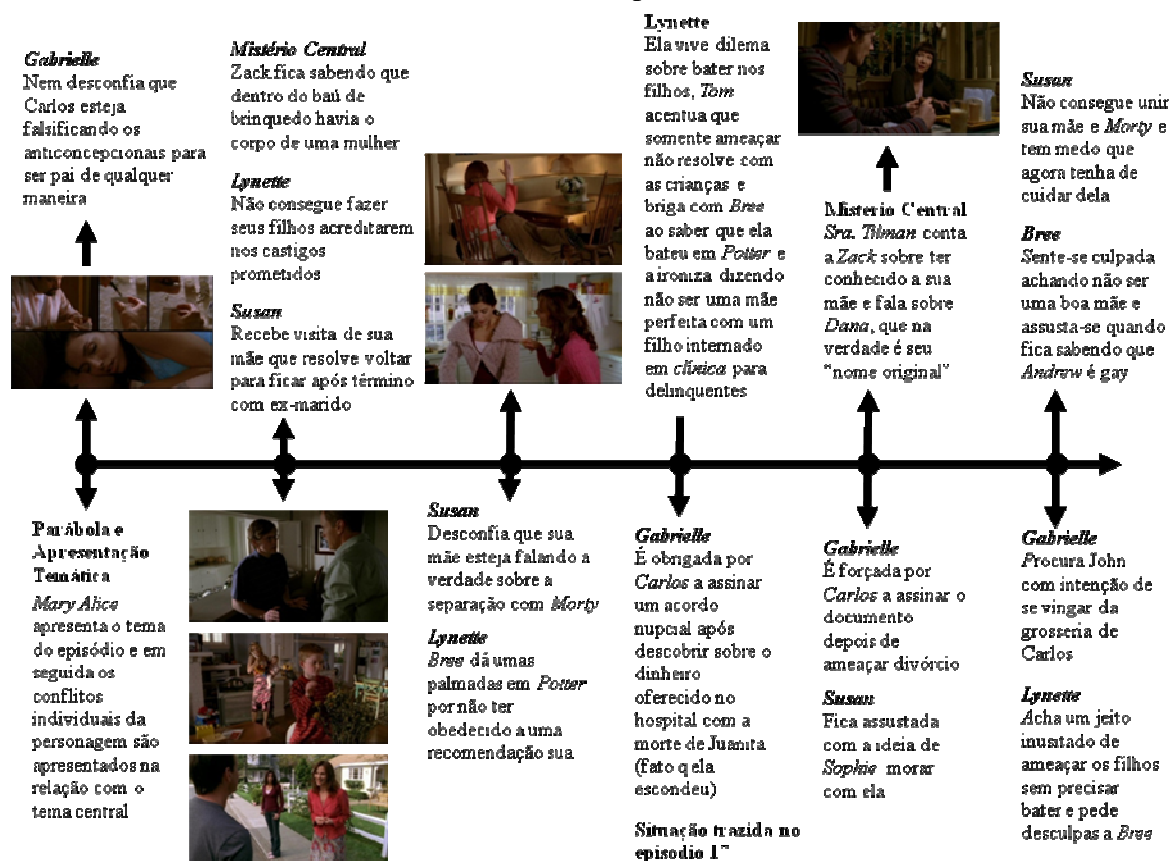 Gabrielle
Nem desconfia que
Carlos esteja
falsificando os
anticoncepcionais para
ser pai de qualquer
maneira
Mistério Central
Zack fica sabendo que
dentro do baú de
brinquedo havia o
corpo de uma mulher
Lynette
Não consegue fazer
seus filhos acreditarem
nos castigos
prometidos
Susan
Recebe visita de sua
mãe que resolve voltar
para ficar após término
com ex-marido
Lynette
Ela vive dilema
sobre bater nos
filhos, Tom
acentua que
somente ameaçar
não resolve com
as crianças e
briga com Bree
ao saber que ela
bateu em Potter e
a ironiza dizendo
não ser uma mãe
perfeita com um
filho internado
em clínica para
delinquentes
Misterio Central
Sra. Tilman conta
a Zack sobre ter
conhecido a sua
mãe e fala sobre
Dana, que na
verdade é seu
"nome original"
Susan
Não consegue unir
sua mãe e Morty e
tem medo que
agora tenha de
cuidar dela
Bree
Sente-se culpada
achando não ser
uma boa mãe e
assusta-se quando
fica sabendo que
Andrew é gay
Parábola e
Apresentação
Temática
Mary Alice
apresenta o tema
do episódio e em
seguida os
conflitos
individuais da
personagem são
apresentados na
relação com o
tema central
Susan
Desconfia que sua
mãe esteja falando a
verdade sobre a
separação com Morty
Lynette
Bree dá umas
palmadas em Potter
por não ter
obedecido a uma
recomendação sua
Gabrielle
É obrigada por
Carlos a assinar
um acordo
nupcial após
descobrir sobre o
dinheiro
oferecido no
hospital com a
morte de Juanita
(fato q ela
escondeu)
Situação trazida no
episodio 17
Gabrielle
É forçada por
Carlos a assinar o
documento
depois de
ameaçar divórcio
Susan
Fica assustada
com a ideia de
Sophie morar
com ela
Gabrielle
Procura John
com intenção de
se vingar da
grosseria de
Carlos
Lynette
Acha um jeito
inusitado de
ameaçar os filhos
sem precisar
bater e pede
desculpas a Bree